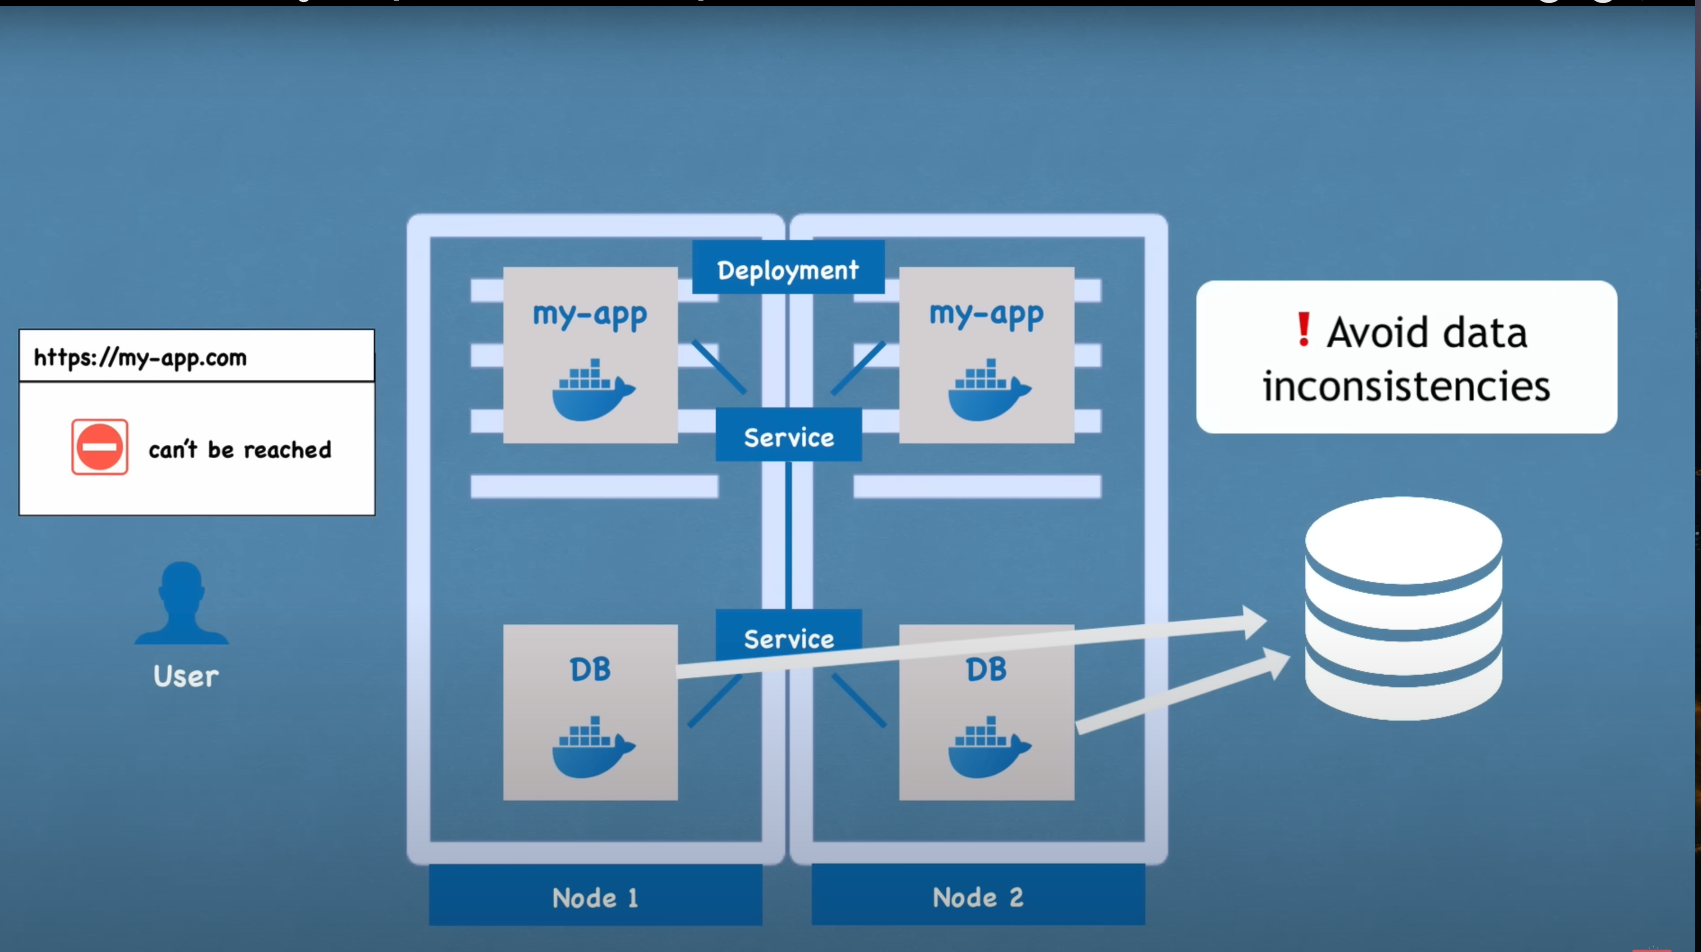 https://my-app.com
can't be reached
User
Deployment
my-app
my-app
Service
Service
DB
DB
Node 1
Node 2
! Avoid data
inconsistencies